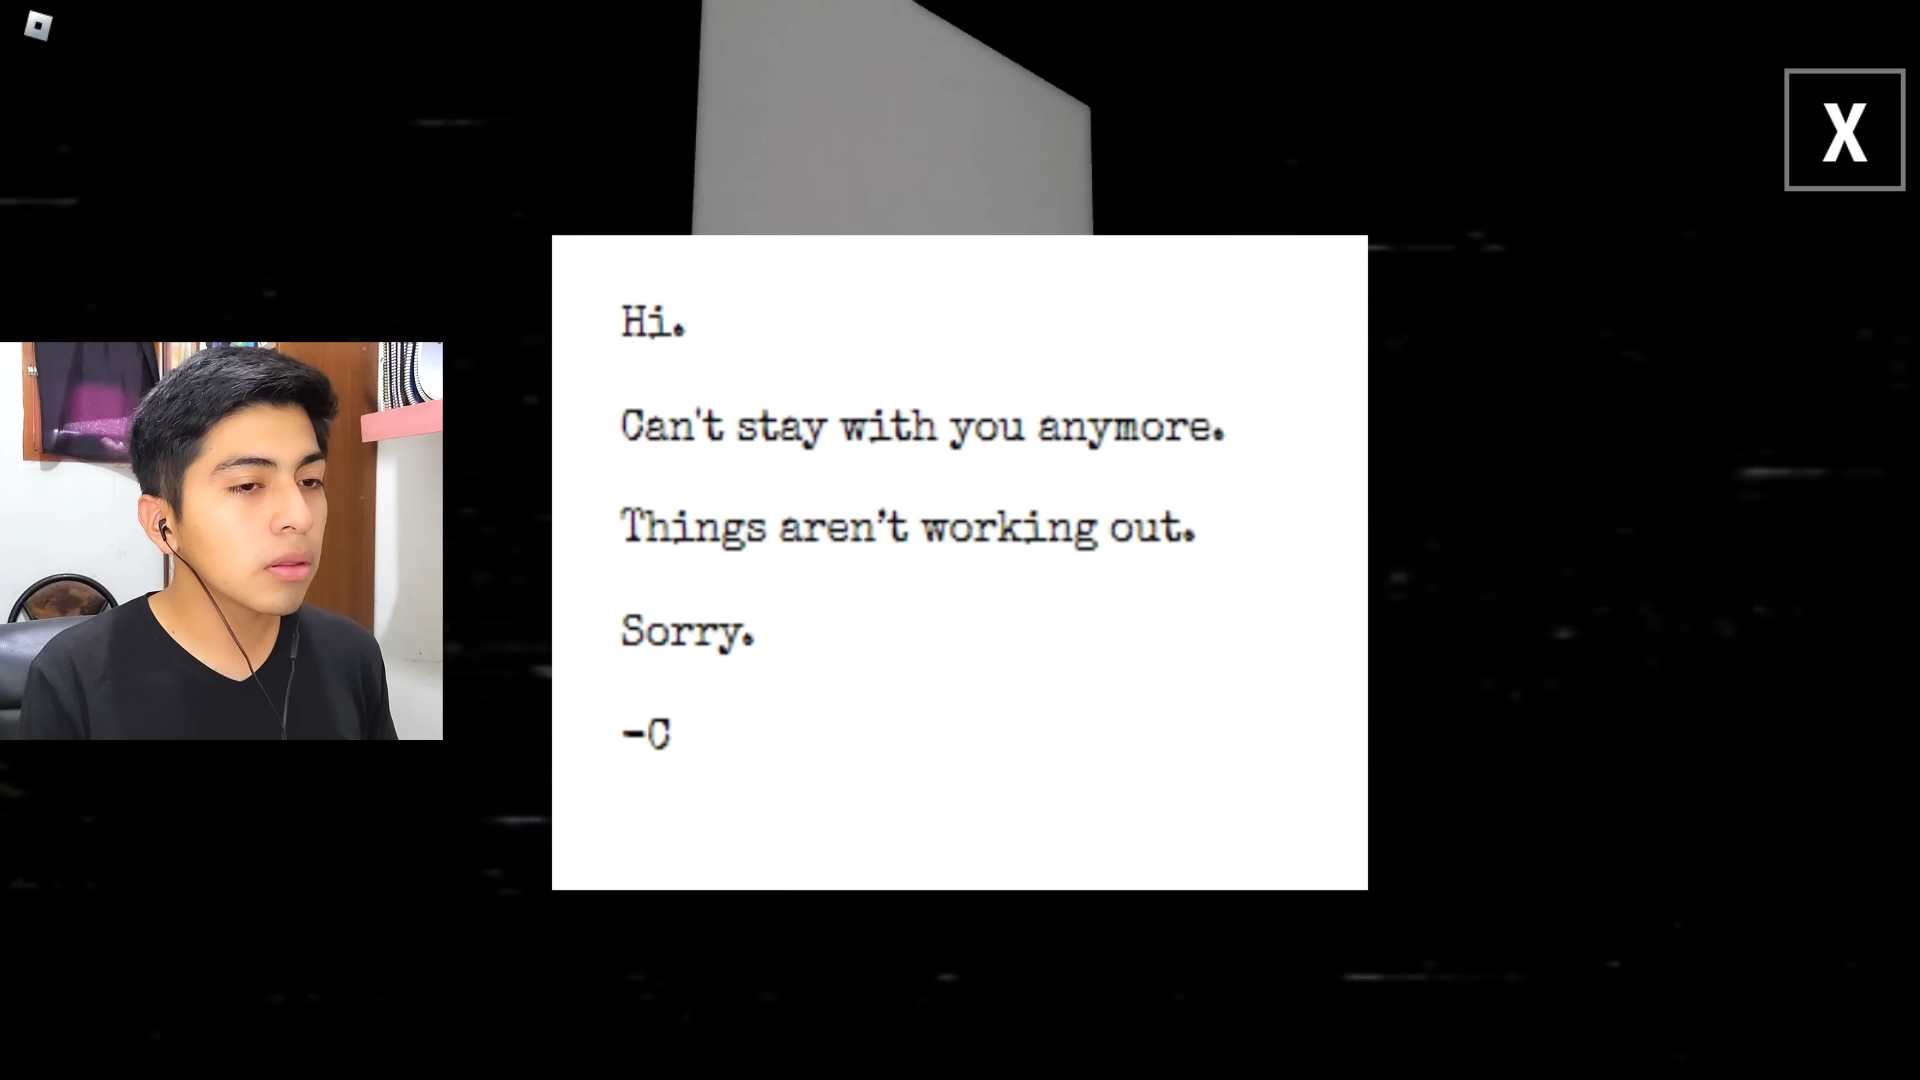 X
Hi.
Can't stay with you anymore.
Things aren't working out.
Sorry.
-C